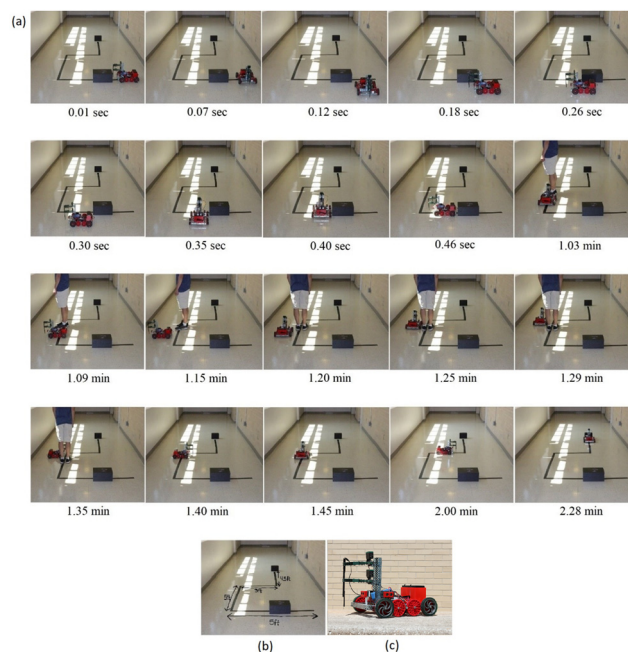 (a)
0.01 sec 0.07 sec 0.12 sec 0.18 sec 0.26 sec
0.30 sec 0.35 sec 0.40 sec 0.46 sec 1.03 min
1.09 min 1.15 min 1.20 min 1.25 min 1.29 min
1.35 min 1.40 min 1.45 min 2.00 min 2.28 min
5ft
(b) (c)